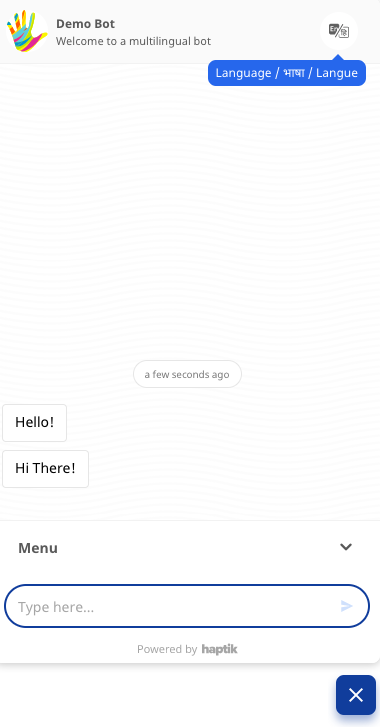 Demo Bot
Welcome to a multilingual bot
Language / भाषा / Langue
a few seconds ago
Hello!
Hi There!
Menu
Type here...
Powered by haptik